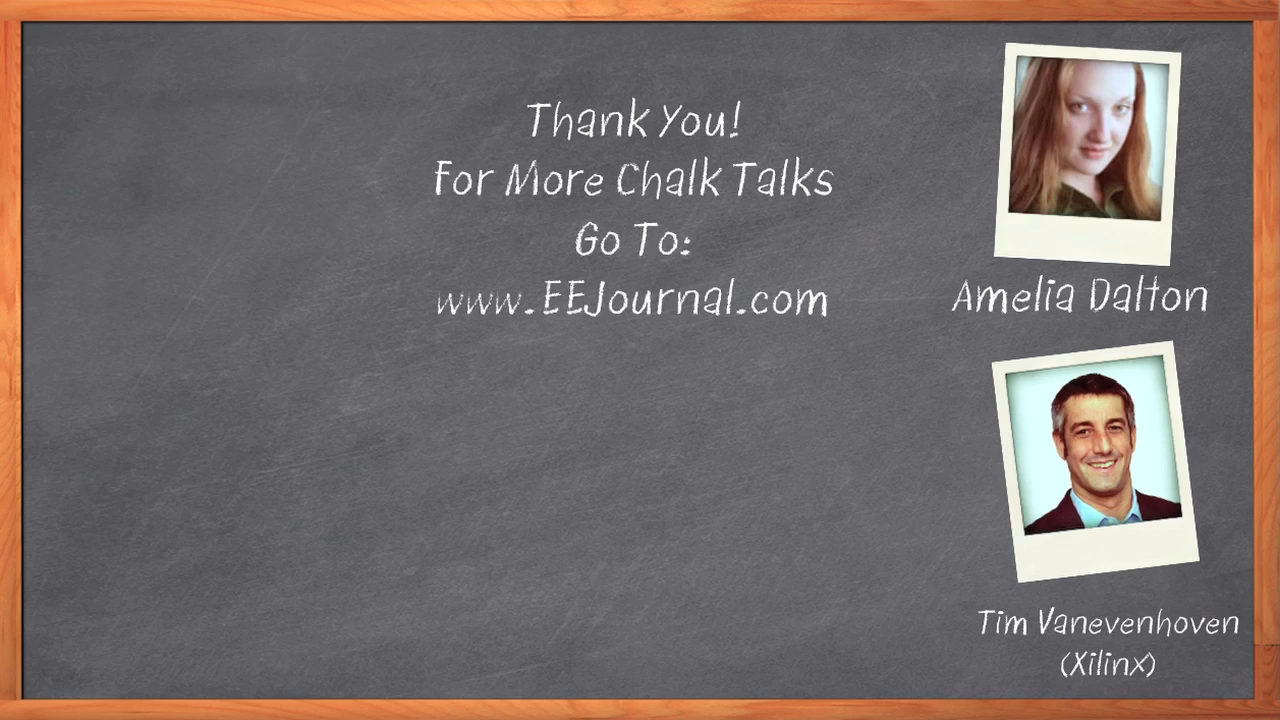 Thank You!
For More Chalk Talks
Go To:
www.EEJournal.com
Amelia Dalton
Tim Vanevenhoven
(Xilinx)